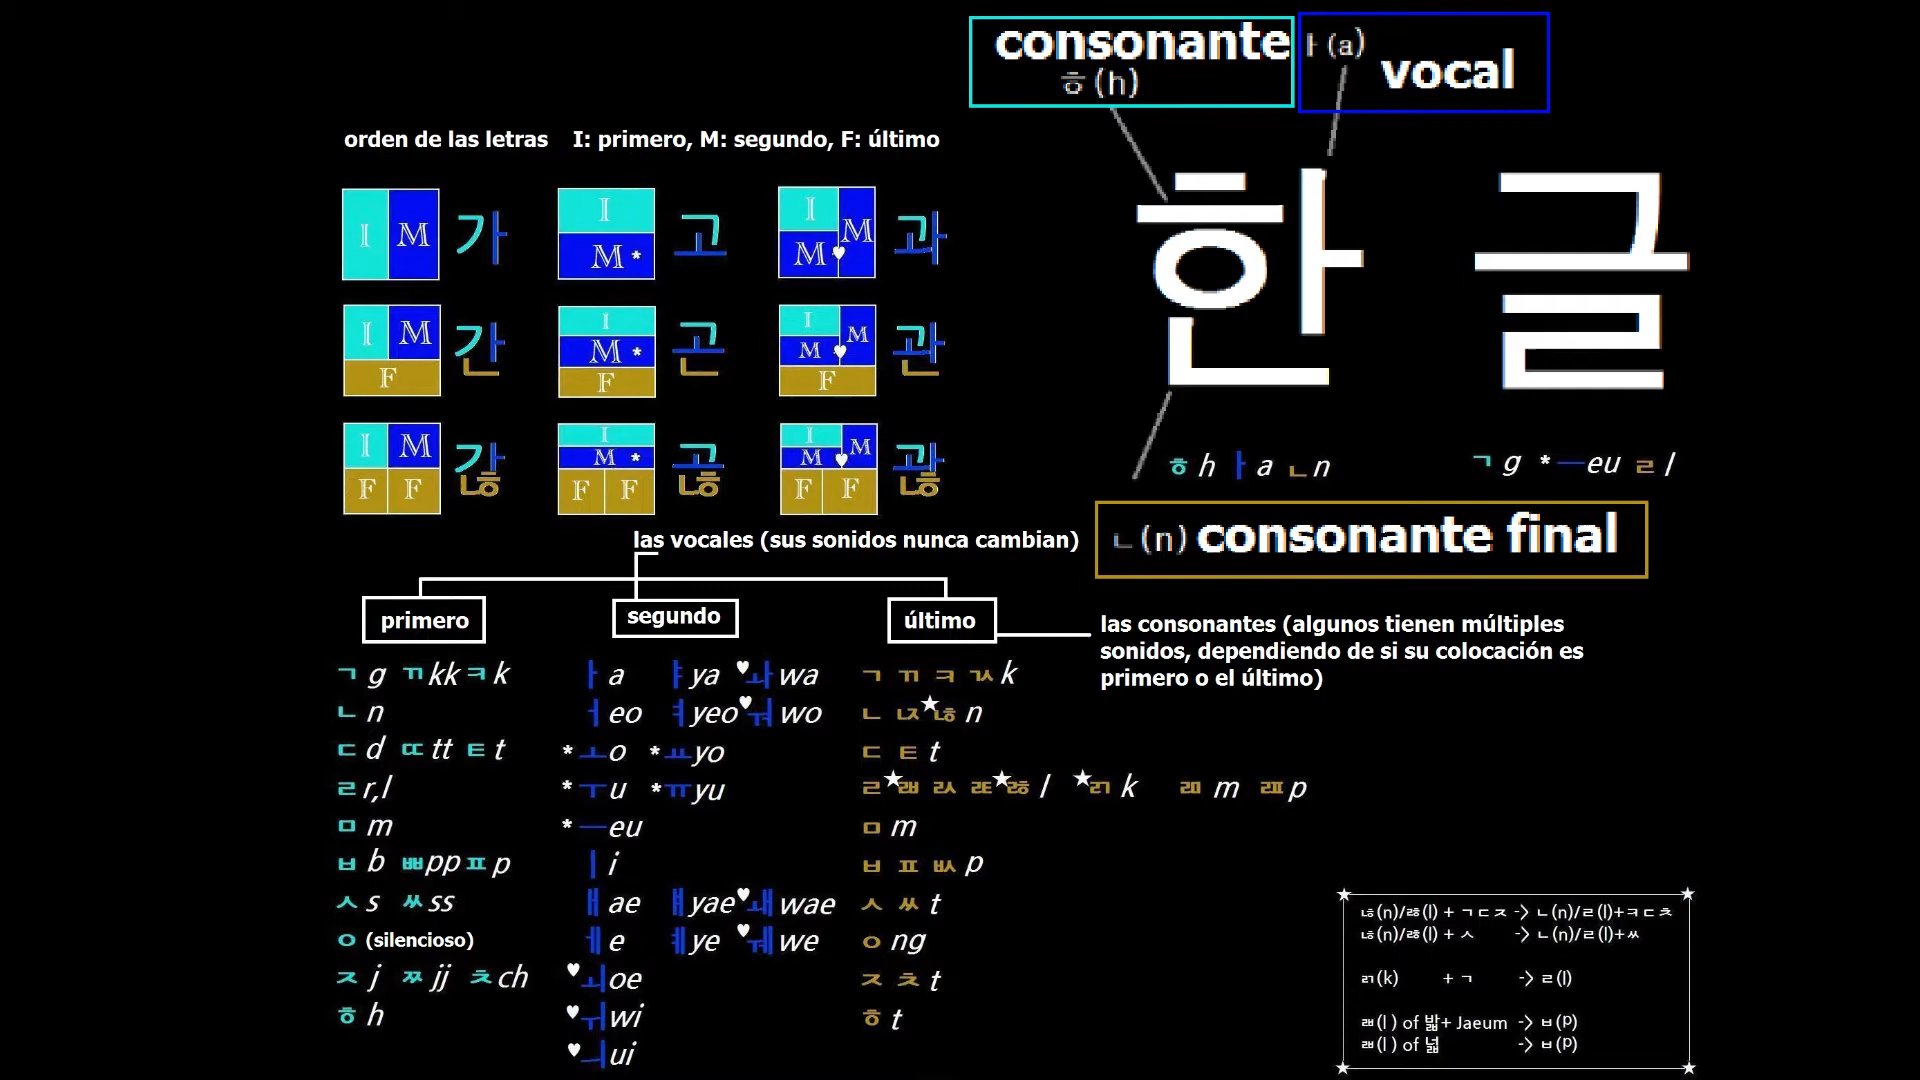 consonante
ㅎ(h)
ㅏ(a)
vocal
orden de las letras I: primero, M: segundo, F: último
한 글
I M 가
I M * 고
I M M ♥ 과
I M F 간
I M * F 곤
I M M ♥ F 관
I M F F 갆
I M * F F 곦
I M M ♥ F F 괂
ㅎ h ㅏ a ㄴ n
ㄱ g * ㅡ eu ㄹ l
ㄴ(n) consonante final
las vocales (sus sonidos nunca cambian)
primero
segundo
último
las consonantes (algunos tienen múltiples
sonidos, dependiendo de si su colocación es
primero o el último)
ㄱ g ㄲ kk ㅋ k
ㄴ n
ㄷ d ㄸ tt ㅌ t
ㄹ r,l
ㅁ m
ㅂ b ㅃ pp ㅍ p
ㅅ s ㅆ ss
ㅇ (silencioso)
ㅈ j ㅉ jj ㅊ ch
ㅎ h
ㅏ a ㅑ ya ♥ ㅘ wa
ㅓ eo ㅕ yeo ♥ ㅝ wo
* ㅗ o * ㅛ yo
* ㅜ u * ㅠ yu
* ㅡ eu
ㅣ i
ㅐ ae ㅒ yae ♥ ㅙ wae
ㅔ e ㅖ ye ♥ ㅞ we
♥ ㅚ oe
♥ ㅟ wi
♥ ㅢ ui
ㄱ ㄲ ㅋ ㄳ k
ㄴ ㄵ ★ ㄶ n
ㄷ ㅌ t
ㄹ ★ ㄼ ㄽ ㄾ ★ ㅀ l ★ ㄺ k ㄻ m ㄿ p
ㅁ m
ㅂ ㅍ ㅄ p
ㅅ ㅆ t
ㅇ ng
ㅈ ㅊ t
ㅎ t
ㄶ(n)/ㅀ(l) + ㄱㄷㅈ -> ㄴ(n)/ㄹ(l)+ㅋㄷㅊ
ㄶ(n)/ㅀ(l) + ㅅ -> ㄴ(n)/ㄹ(l)+ㅆ
ㄺ(k) + ㄱ -> ㄹ(l)
ㄼ(l) of 밟+ Jaeum -> ㅂ(p)
ㄼ(l) of 넓 -> ㅂ(p)